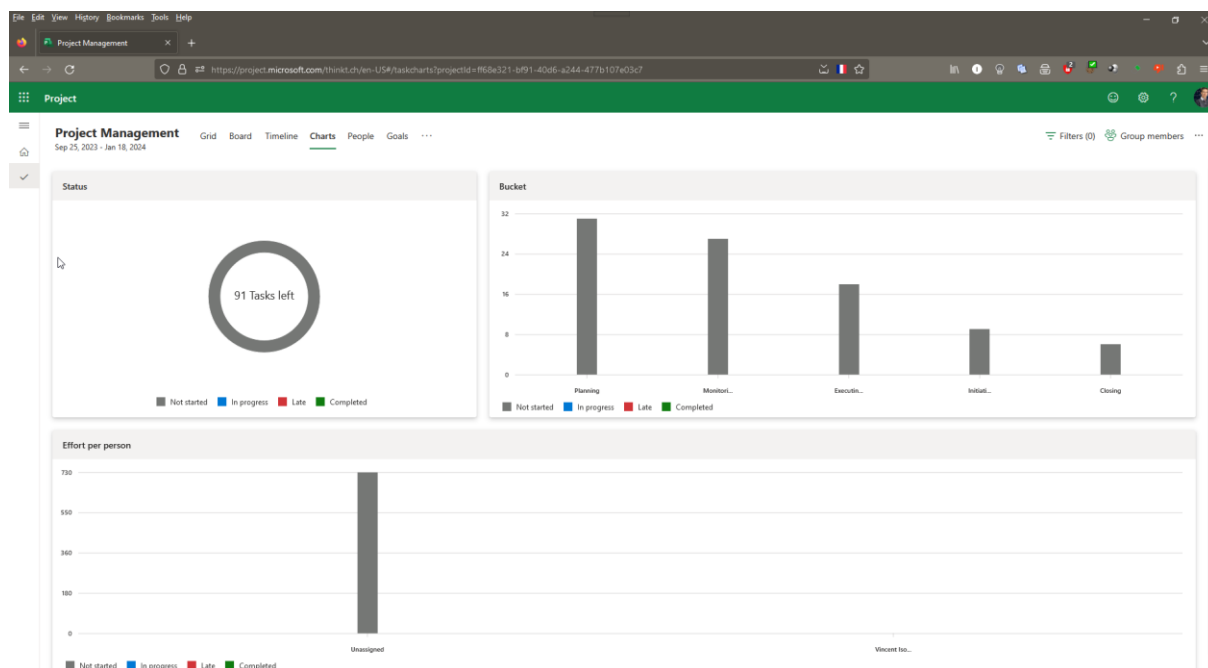 File Edit View History Bookmarks Tools Help
Project Management
https://project.microsoft.com/thinkt.ch/en-US#/taskcharts?projectId=ff68e321-bf91-40d6-a244-477b107e03c7
Project
Project Management Grid Board Timeline Charts People Goals ··· Filters (0) Group members ···
Sep 25, 2023 - Jan 18, 2024
Status
91 Tasks left
Not started In progress Late Completed
Bucket
32
24
16
8
0
Planning Monitori... Executin... Initiati... Closing
Not started In progress Late Completed
Effort per person
730
550
360
180
0
Unassigned Vincent Iso...
Not started In progress Late Completed